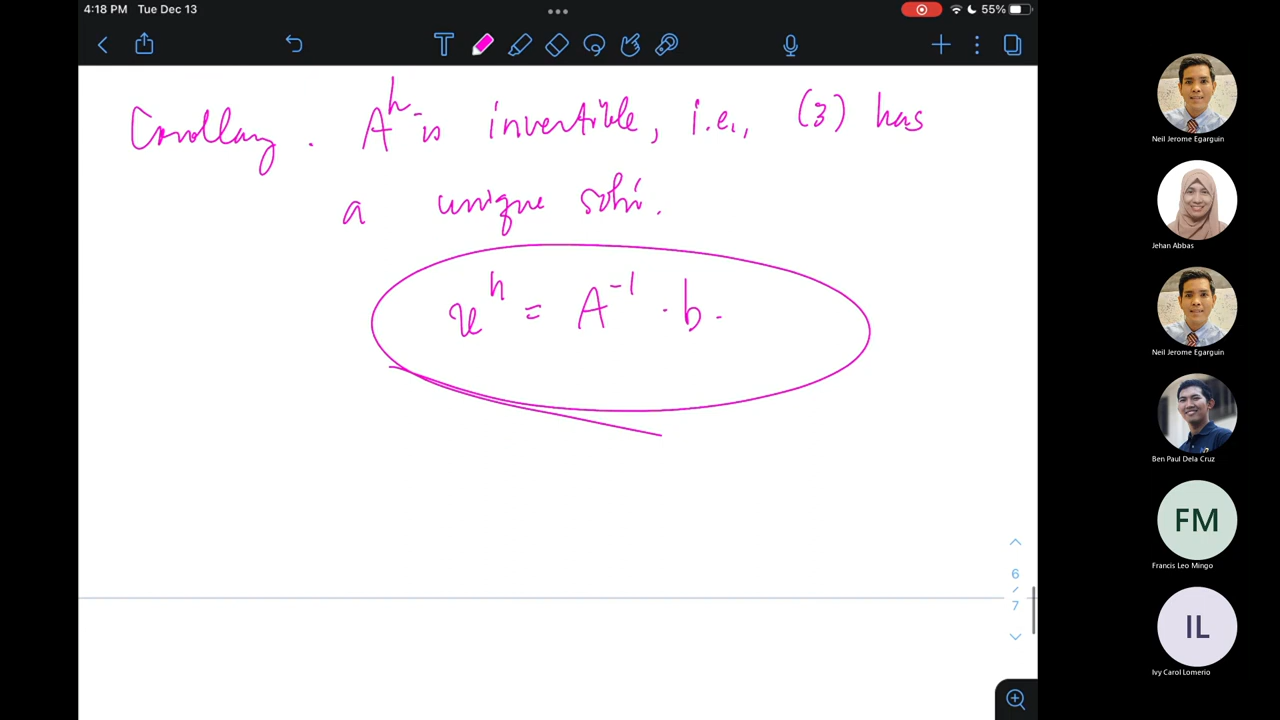 4:18 PM Tue Dec 13
55%
Corollary. A^h is invertible, i.e., (3) has
a unique soln.
u^h = A^-1 · b.
6
/
7
Neil Jerome Egarguin
Jehan Abbas
Neil Jerome Egarguin
Ben Paul Dela Cruz
FM
Francis Leo Mingo
IL
Ivy Carol Lomerio